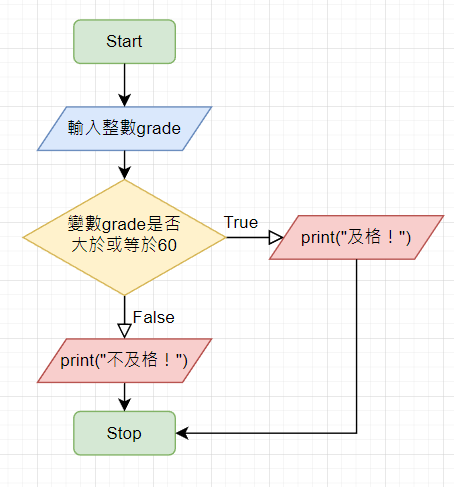 Start
輸入整數grade
變數grade是否
大於或等於60
True
print("及格！")
False
print("不及格！")
Stop